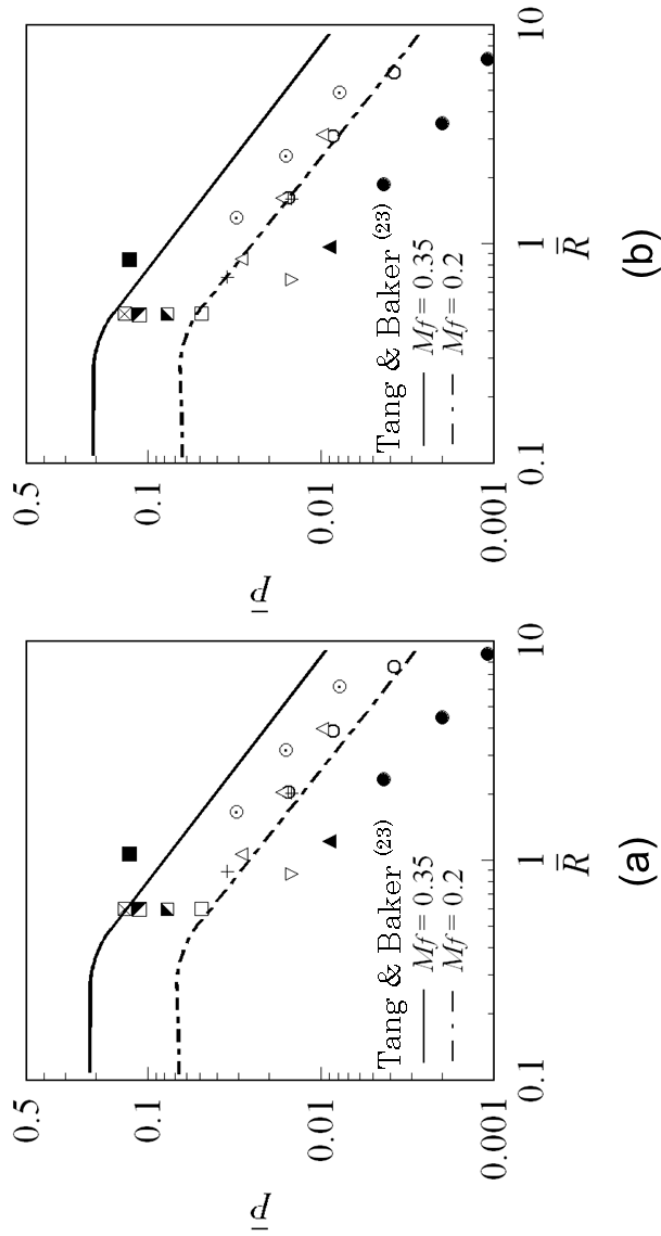 0.5
0.1
0.01
0.001
P̄
Tang & Baker (23)
Mf = 0.35
Mf = 0.2
0.1
1
10
R̄
(a)
0.5
0.1
0.01
0.001
P̄
Tang & Baker (23)
Mf = 0.35
Mf = 0.2
0.1
1
10
R̄
(b)